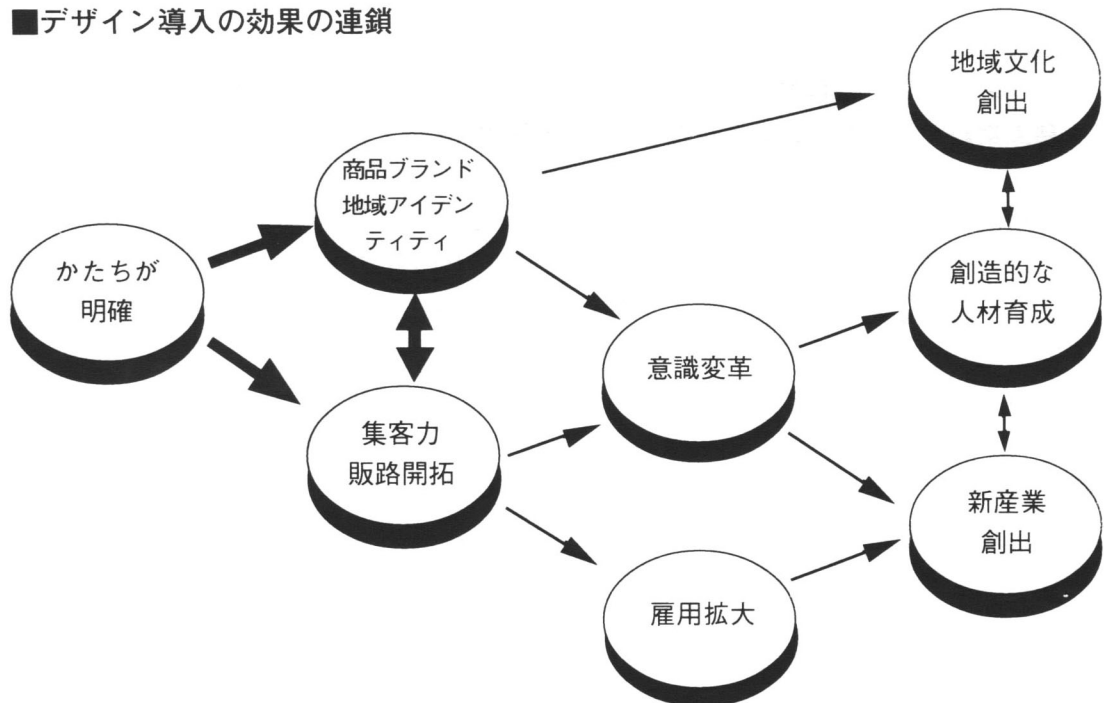 ■デザイン導入の効果の連鎖
地域文化
創出
商品ブランド
地域アイデン
ティティ
かたちが
明確
創造的な
人材育成
意識変革
集客力
販路開拓
新産業
創出
雇用拡大